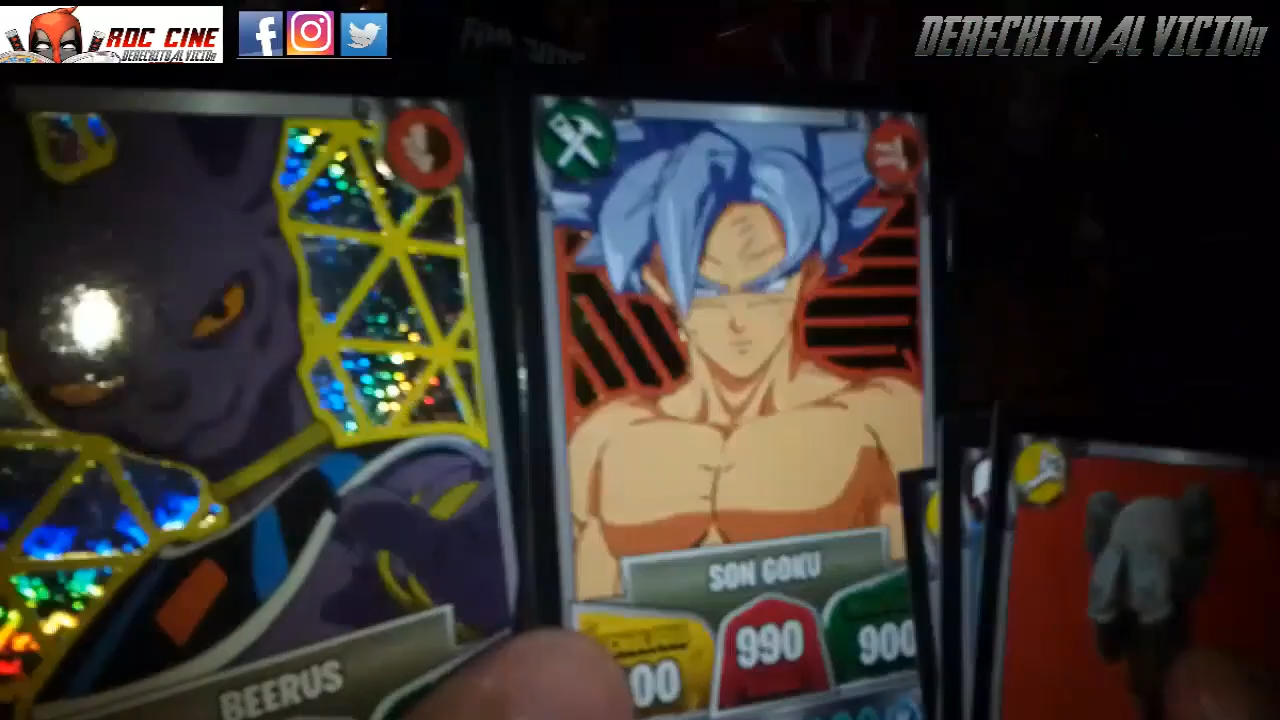 ROC CINE
DERECHITO AL VICIO!!
DERECHITO AL VICIO!!
SON GOKU
990
900
BEERUS